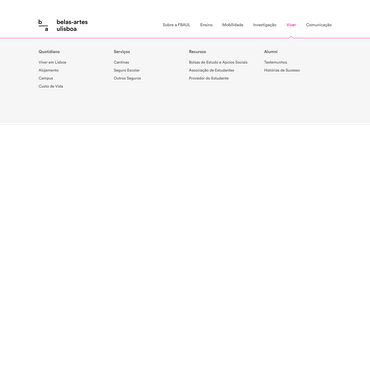 b
a
belas-artes
ulisboa
Sobre a FBAUL Ensino Mobilidade Investigação Viver Comunicação
Quotidiano
Viver em Lisboa
Alojamento
Campus
Custo de Vida
Serviços
Cantinas
Seguro Escolar
Outros Seguros
Recursos
Bolsas de Estudo e Apoios Sociais
Associação de Estudantes
Provedor do Estudante
Alumni
Testemunhos
Histórias de Sucesso